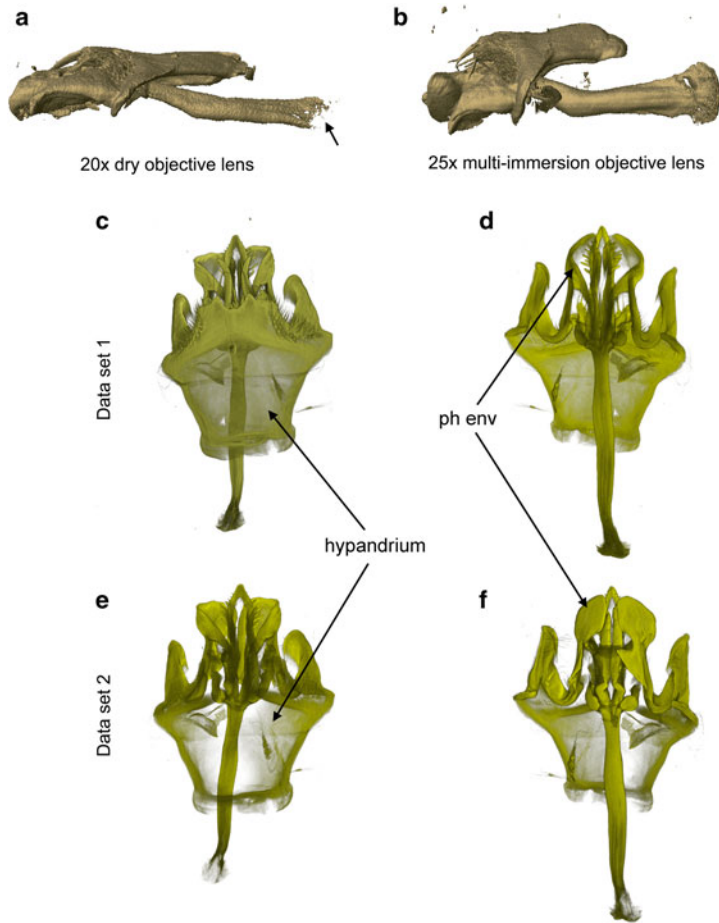 a
b
20x dry objective lens
25x multi-immersion objective lens
c
d
Data set 1
ph env
hypandrium
e
f
Data set 2